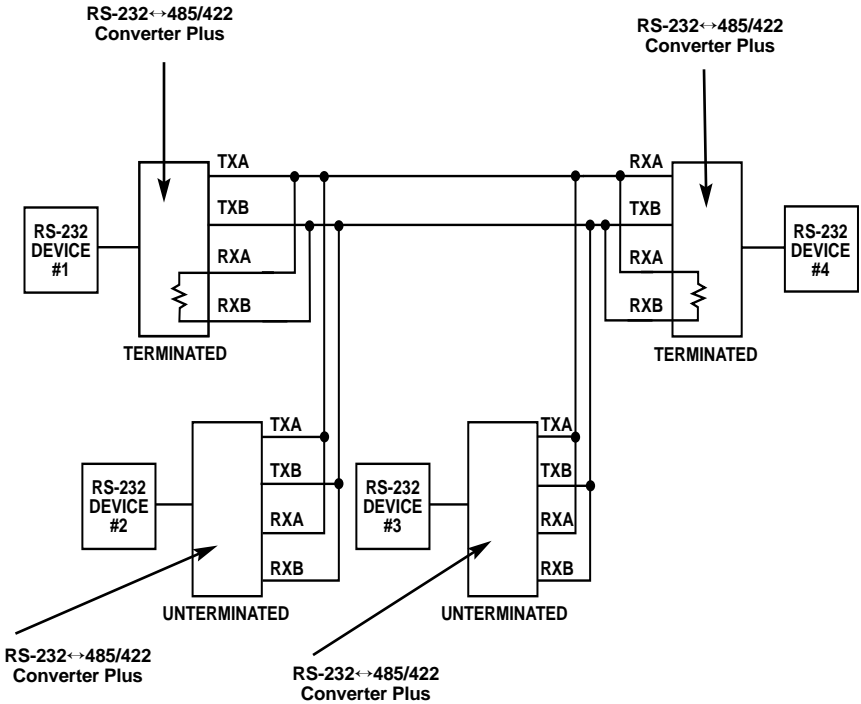 RS-232↔485/422
Converter Plus
RS-232↔485/422
Converter Plus
TXA
TXB
RXA
RXB
RXA
TXB
RXA
RXB
RS-232
DEVICE
#1
RS-232
DEVICE
#4
TERMINATED
TERMINATED
TXA
TXB
RXA
RXB
TXA
TXB
RXA
RXB
RS-232
DEVICE
#2
RS-232
DEVICE
#3
UNTERMINATED
UNTERMINATED
RS-232↔485/422
Converter Plus
RS-232↔485/422
Converter Plus